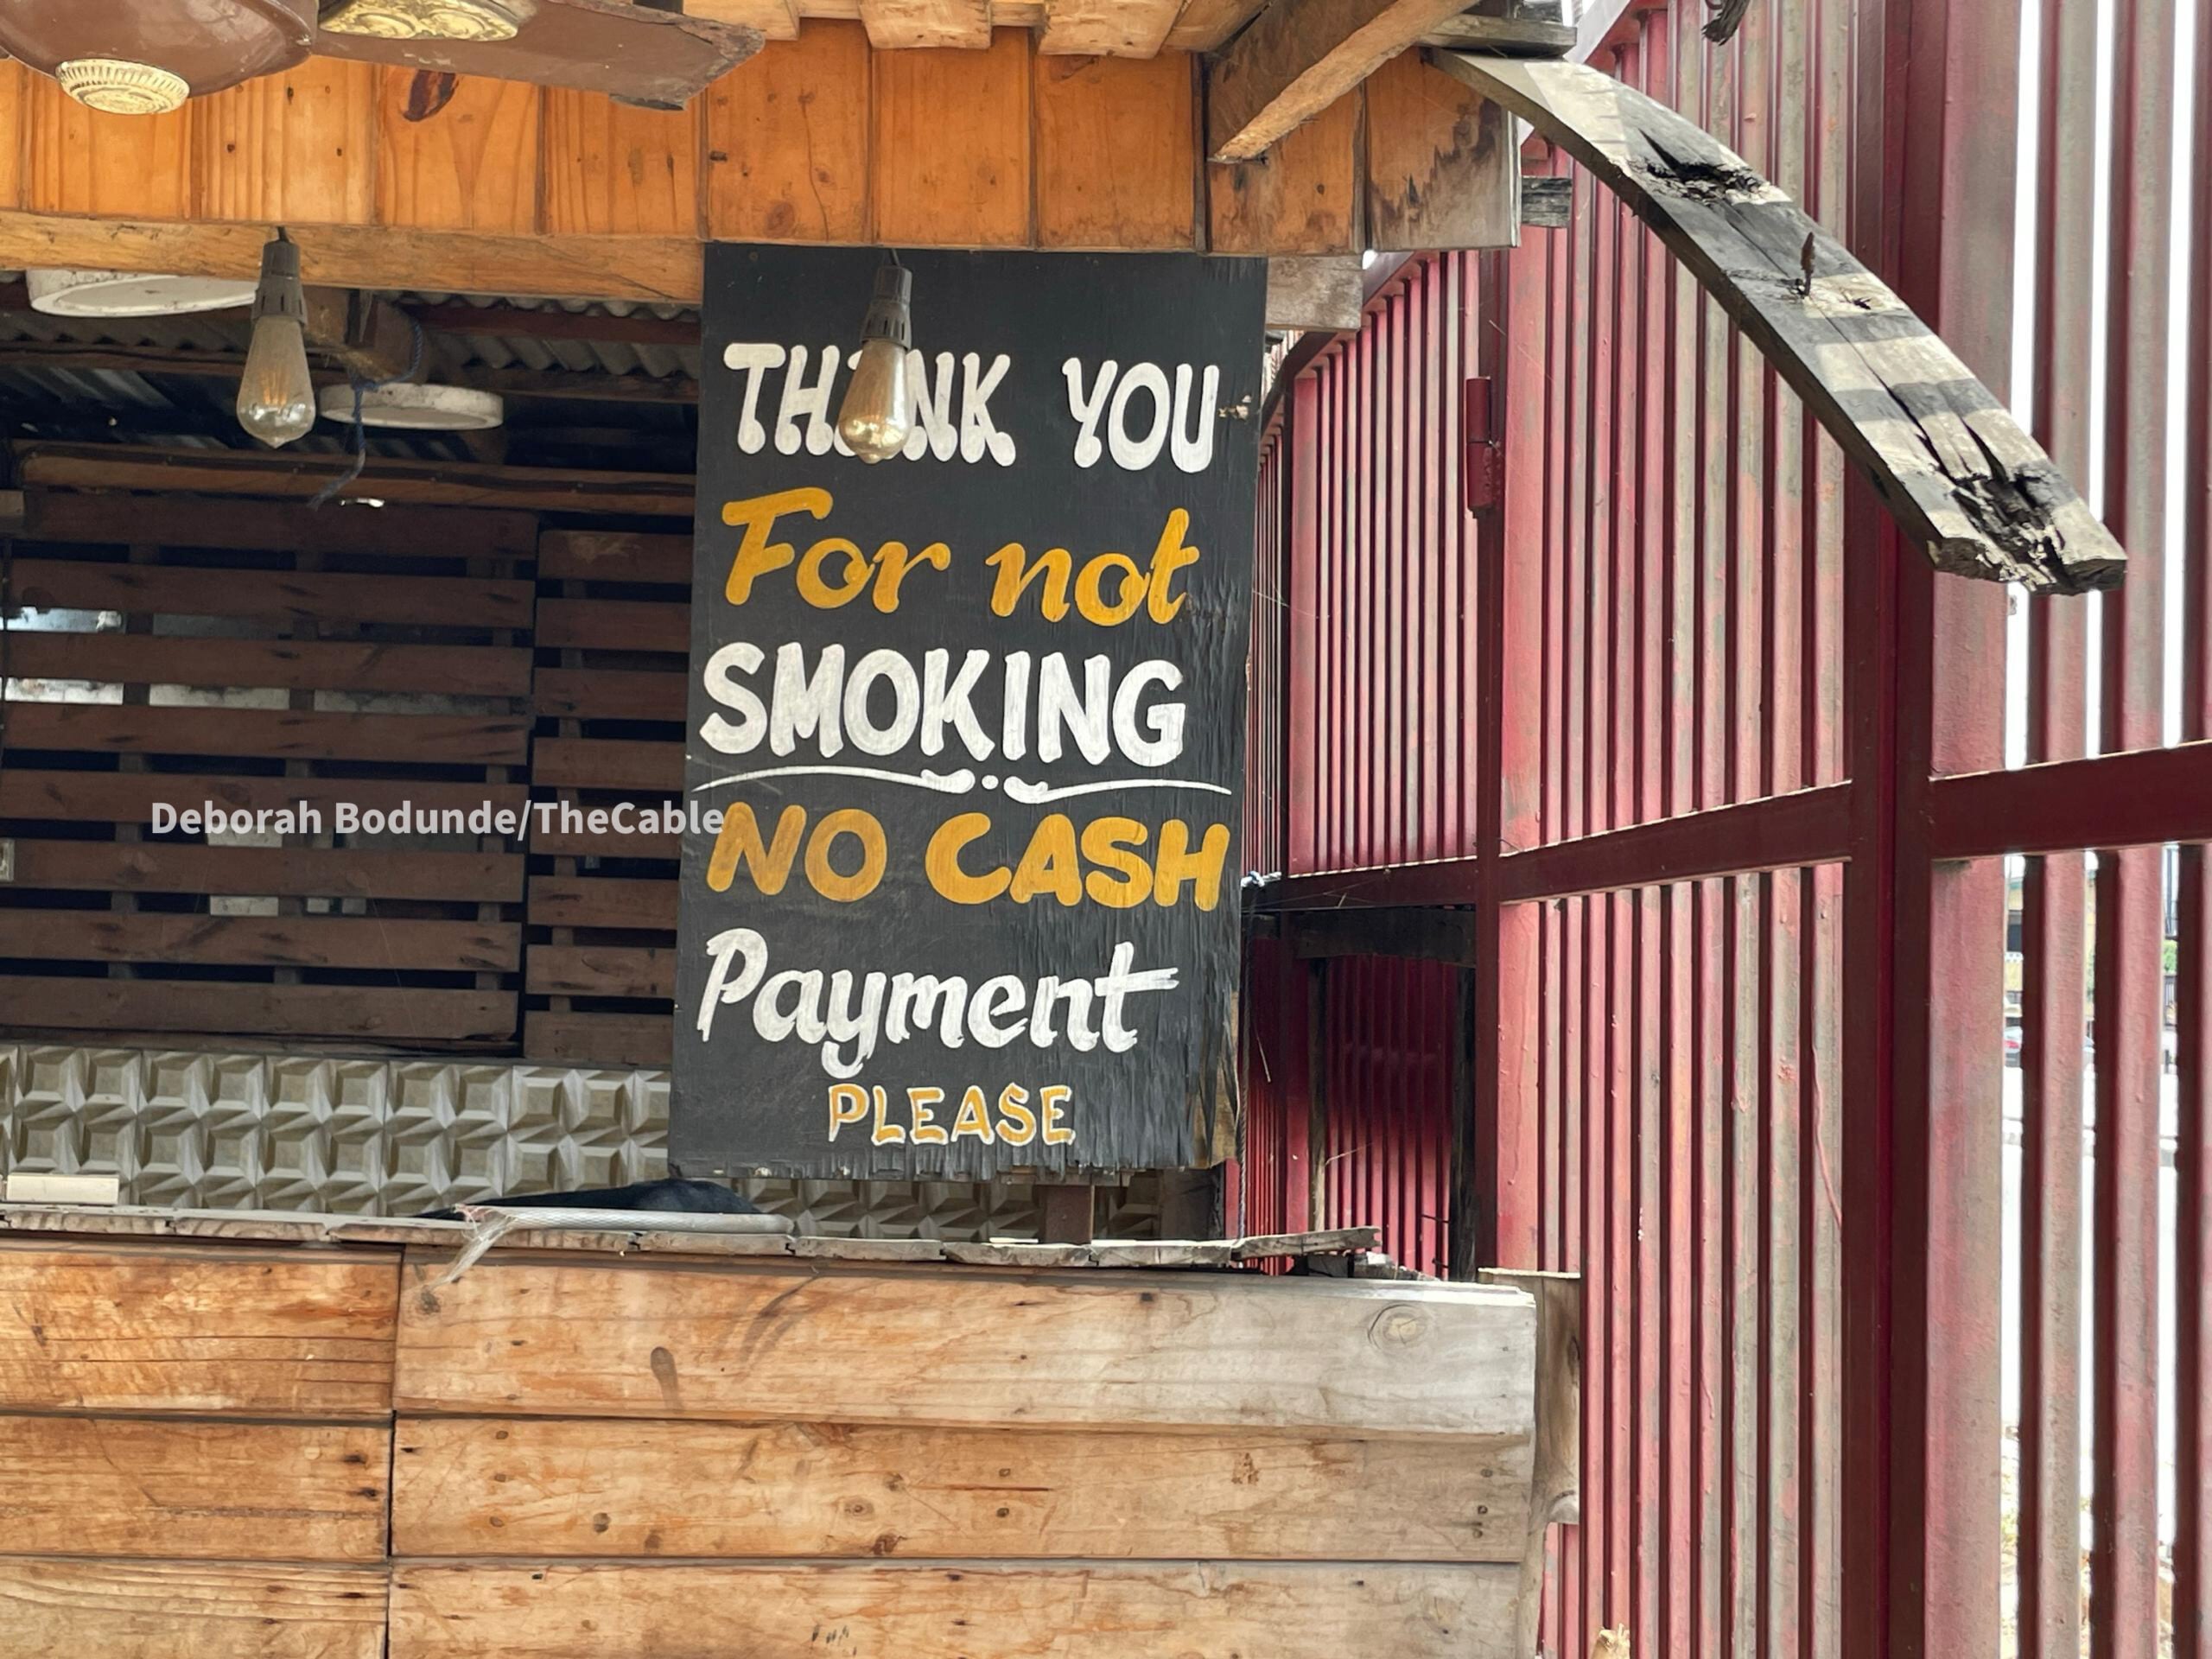 THANK YOU
For not
SMOKING
NO CASH
Payment
PLEASE
Deborah Bodunde/TheCable